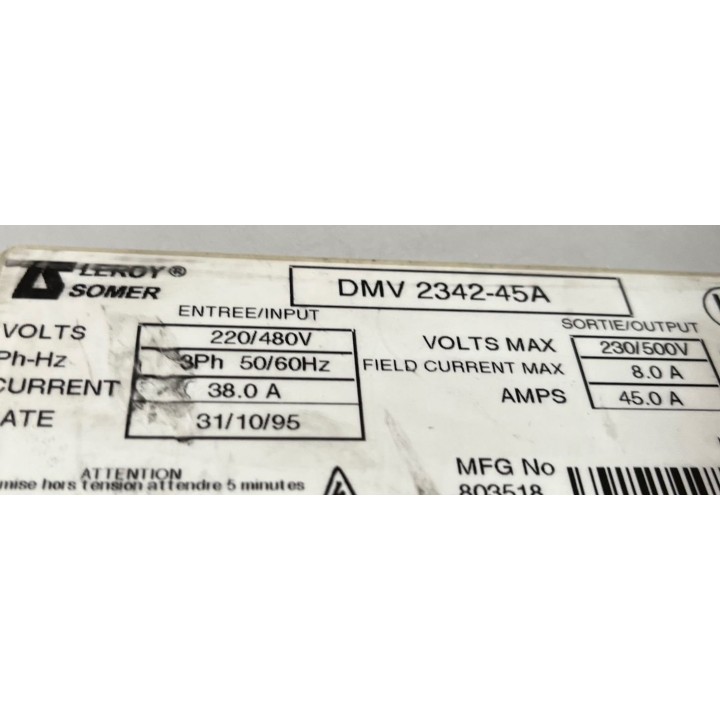 LEROY®
SOMER
DMV 2342-45A
ENTREE/INPUT
VOLTS 220/480V
Ph-Hz 3Ph 50/60Hz
CURRENT 38.0 A
ATE 31/10/95
SORTIE/OUTPUT
VOLTS MAX 230/500V
FIELD CURRENT MAX 8.0 A
AMPS 45.0 A
ATTENTION
mise hors tension attendre 5 minutes
MFG No
803518